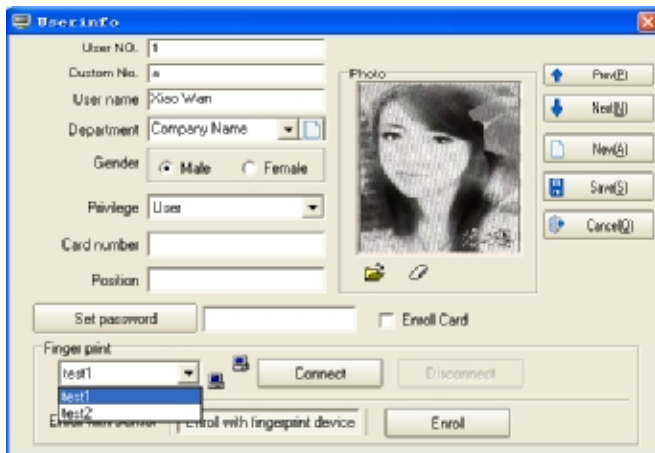 Userinfo
User NO. 1
Custom No. a
User name Xiao Wan
Department Company Name
Gender Male Female
Privilege User
Card number
Position
Photo
Prev(P)
Next(N)
New(A)
Save(S)
Cancel(Q)
Set password
Enroll Card
Finger print
test1
Connect
Disconnect
test1
test2
Enroll with fingerprint device
Enrol